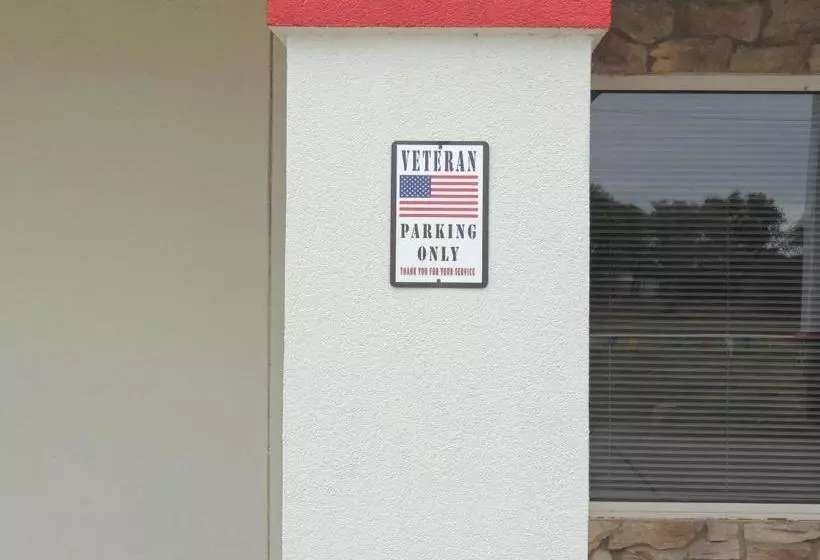 VETERAN
PARKING
ONLY
THANK YOU FOR YOUR SERVICE